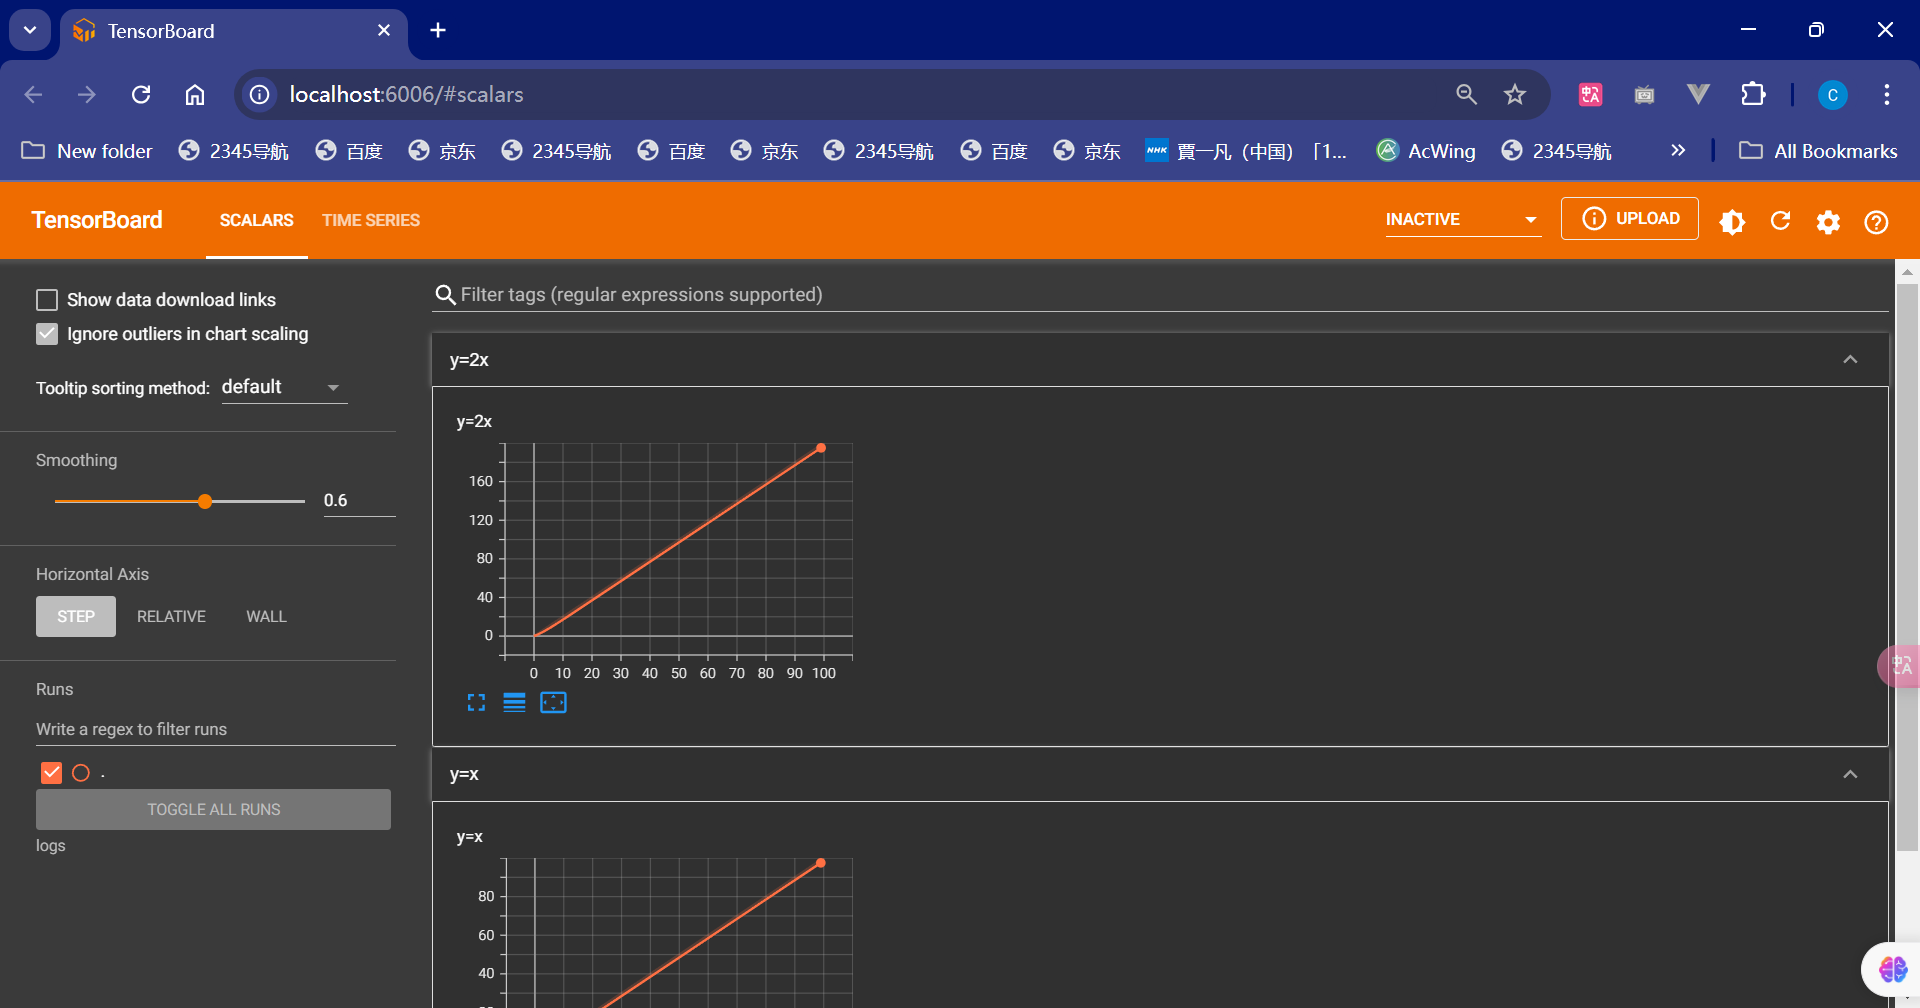 TensorBoard
localhost:6006/#scalars
C
New folder 2345导航 百度 京东 2345导航 百度 京东 2345导航 百度 京东 NHK 賈一凡（中国）「1... AcWing 2345导航 » All Bookmarks
TensorBoard SCALARS TIME SERIES INACTIVE UPLOAD
Show data download links
Ignore outliers in chart scaling
Tooltip sorting method: default
Smoothing
0.6
Horizontal Axis
STEP RELATIVE WALL
Runs
Write a regex to filter runs
.
TOGGLE ALL RUNS
logs
Filter tags (regular expressions supported)
y=2x
y=2x
160
120
80
40
0
0 10 20 30 40 50 60 70 80 90 100
y=x
y=x
80
60
40
中A